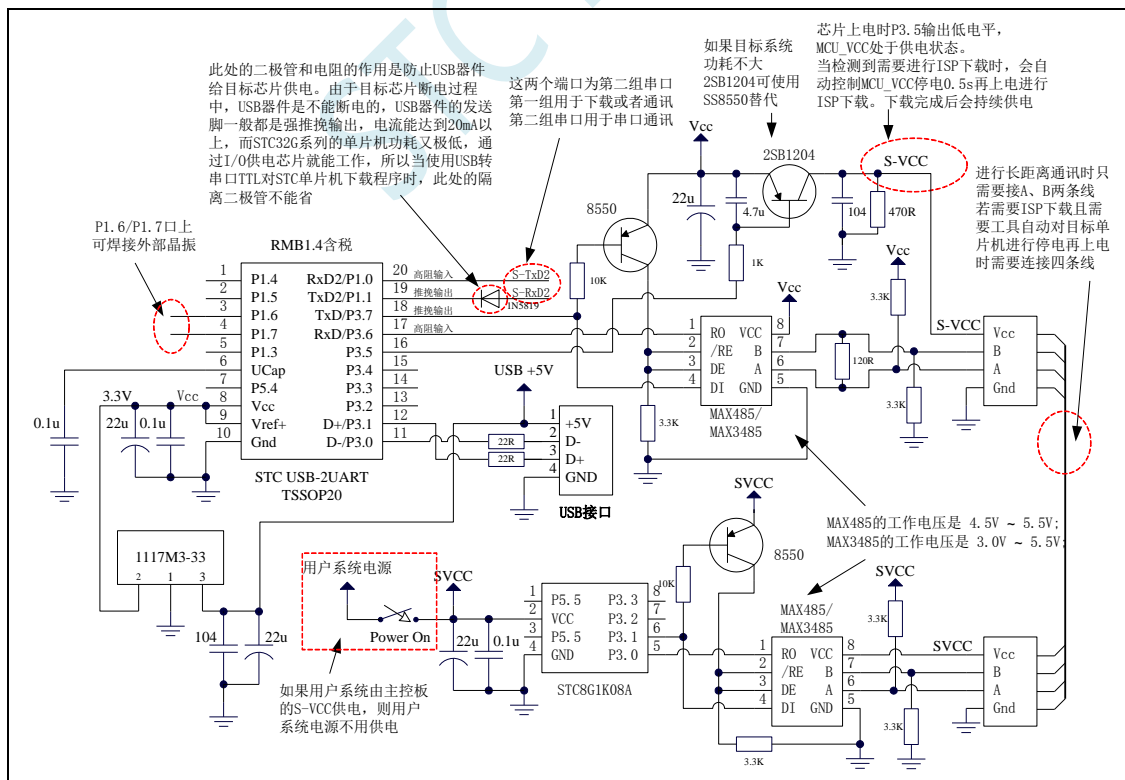 STC
芯片上电时P3.5输出低电平，
MCU_VCC处于供电状态。
当检测到需要进行ISP下载时，会自
动控制MCU_VCC停电0.5s再上电进行
ISP下载。下载完成后会持续供电
如果目标系统
功耗不大
2SB1204可使用
SS8550替代
此处的二极管和电阻的作用是防止USB器件
给目标芯片供电。由于目标芯片断电过程
中，USB器件是不能断电的，USB器件的发送
脚一般都是强推挽输出，电流能达到20mA以
上，而STC32G系列的单片机功耗又极低，通
过I/O供电芯片就能工作，所以当使用USB转
串口TTL对STC单片机下载程序时，此处的隔
离二极管不能省
这两个端口为第二组串口
第一组用于下载或者通讯
第二组串口用于串口通讯
Vcc
2SB1204
S-VCC
22u
4.7u
104
470R
8550
10K
1K
进行长距离通讯时只
需要接A、B两条线
若需要ISP下载且需
要工具自动对目标单
片机进行停电再上电
时需要连接四条线
P1.6/P1.7口上
可焊接外部晶振
RMB1.4含税
1 P1.4 RxD2/P1.0 20 高阻输入 S-TxD2
2 P1.5 TxD2/P1.1 19 推挽输出 S-RxD2
1N5819
3 P1.6 TxD/P3.7 18 推挽输出
4 P1.7 RxD/P3.6 17 高阻输入
5 P1.3 P3.5 16
6 UCap P3.4 15
7 P5.4 P3.3 14
8 Vcc P3.2 13
9 Vref+ D+/P3.1 12
10 Gnd D-/P3.0 11
STC USB-2UART
TSSOP20
3.3V
Vcc
0.1u
22u
0.1u
USB +5V
22R
22R
1 +5V
2 D-
3 D+
4 GND
USB接口
3.3K
Vcc
1 RO VCC 8
2 /RE B 7
3 DE A 6
4 DI GND 5
MAX485/
MAX3485
120R
Vcc
3.3K
3.3K
S-VCC
Vcc
B
A
Gnd
MAX485的工作电压是 4.5V ~ 5.5V;
MAX3485的工作电压是 3.0V ~ 5.5V;
1117M3-33
2 1 3
104
22u
用户系统电源
Power On
SVCC
22u
0.1u
如果用户系统由主控板
的S-VCC供电，则用户
系统电源不用供电
1 P5.5 P3.3 8
2 VCC P3.2 7
3 P5.5 P3.1 6
4 GND P3.0 5
STC8G1K08A
SVCC
8550
10K
MAX485/
MAX3485
1 RO VCC 8
2 /RE B 7
3 DE A 6
4 DI GND 5
3.3K
SVCC
3.3K
3.3K
SVCC
Vcc
B
A
Gnd